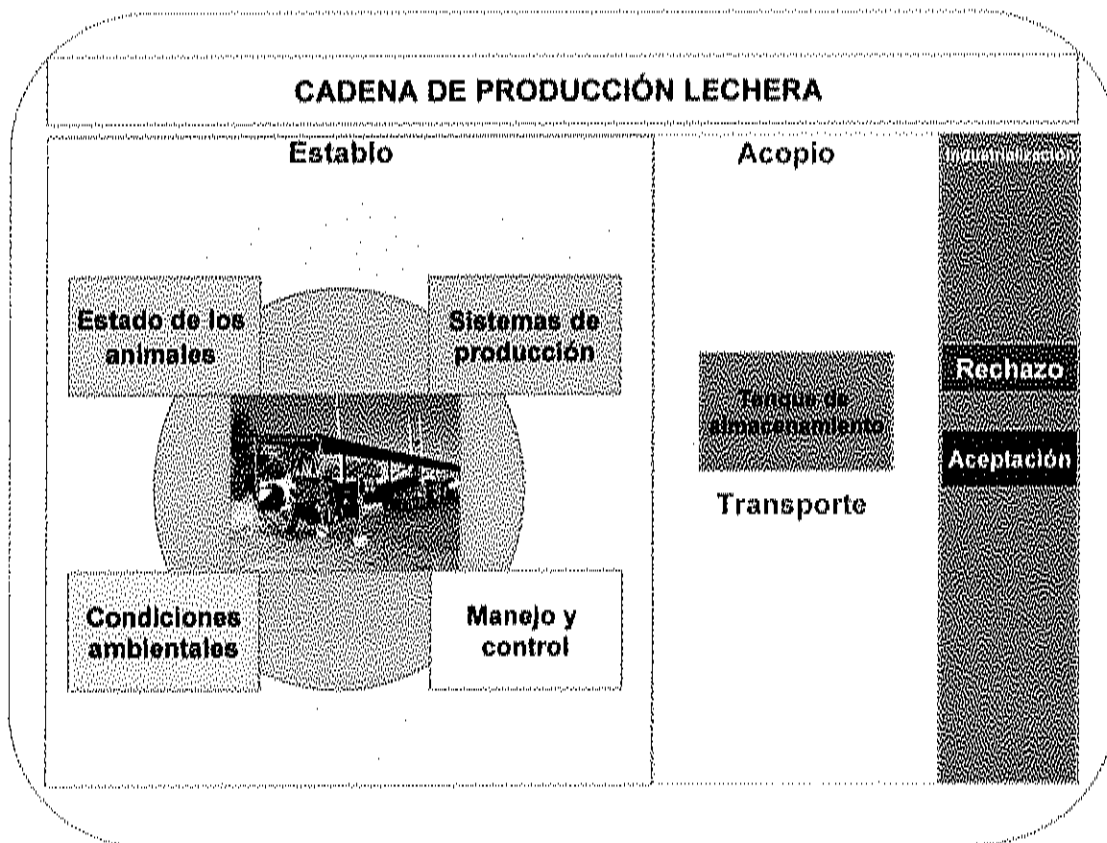 CADENA DE PRODUCCIÓN LECHERA
Establo
Acopio
Industrialización
Estado de los
animales
Sistemas de
producción
Tanque de
almacenamiento
Transporte
Rechazo
Aceptación
Condiciones
ambientales
Manejo y
control